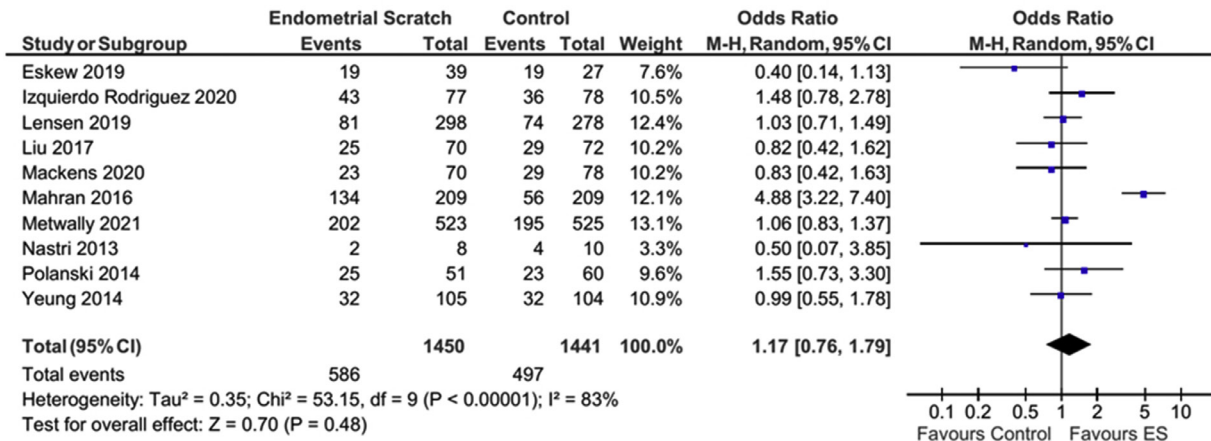 Endometrial Scratch Control Odds Ratio Odds Ratio
Study or Subgroup Events Total Events Total Weight M-H, Random, 95% CI M-H, Random, 95% CI
Eskew 2019 19 39 19 27 7.6% 0.40 [0.14, 1.13]
Izquierdo Rodriguez 2020 43 77 36 78 10.5% 1.48 [0.78, 2.78]
Lensen 2019 81 298 74 278 12.4% 1.03 [0.71, 1.49]
Liu 2017 25 70 29 72 10.2% 0.82 [0.42, 1.62]
Mackens 2020 23 70 29 78 10.2% 0.83 [0.42, 1.63]
Mahran 2016 134 209 56 209 12.1% 4.88 [3.22, 7.40]
Metwally 2021 202 523 195 525 13.1% 1.06 [0.83, 1.37]
Nastri 2013 2 8 4 10 3.3% 0.50 [0.07, 3.85]
Polanski 2014 25 51 23 60 9.6% 1.55 [0.73, 3.30]
Yeung 2014 32 105 32 104 10.9% 0.99 [0.55, 1.78]
Total (95% CI) 1450 1441 100.0% 1.17 [0.76, 1.79]
Total events 586 497
Heterogeneity: Tau² = 0.35; Chi² = 53.15, df = 9 (P < 0.00001); I² = 83%
Test for overall effect: Z = 0.70 (P = 0.48)
0.1 0.2 0.5 1 2 5 10
Favours Control Favours ES